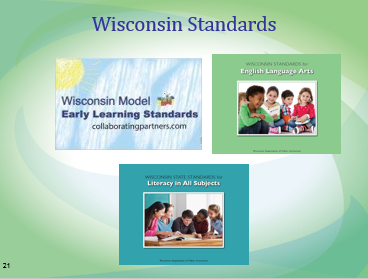 Wisconsin Standards
Wisconsin Model
Early Learning Standards
collaboratingpartners.com
WISCONSIN STANDARDS for
English Language Arts
WISCONSIN STATE STANDARDS for
Literacy in All Subjects
21